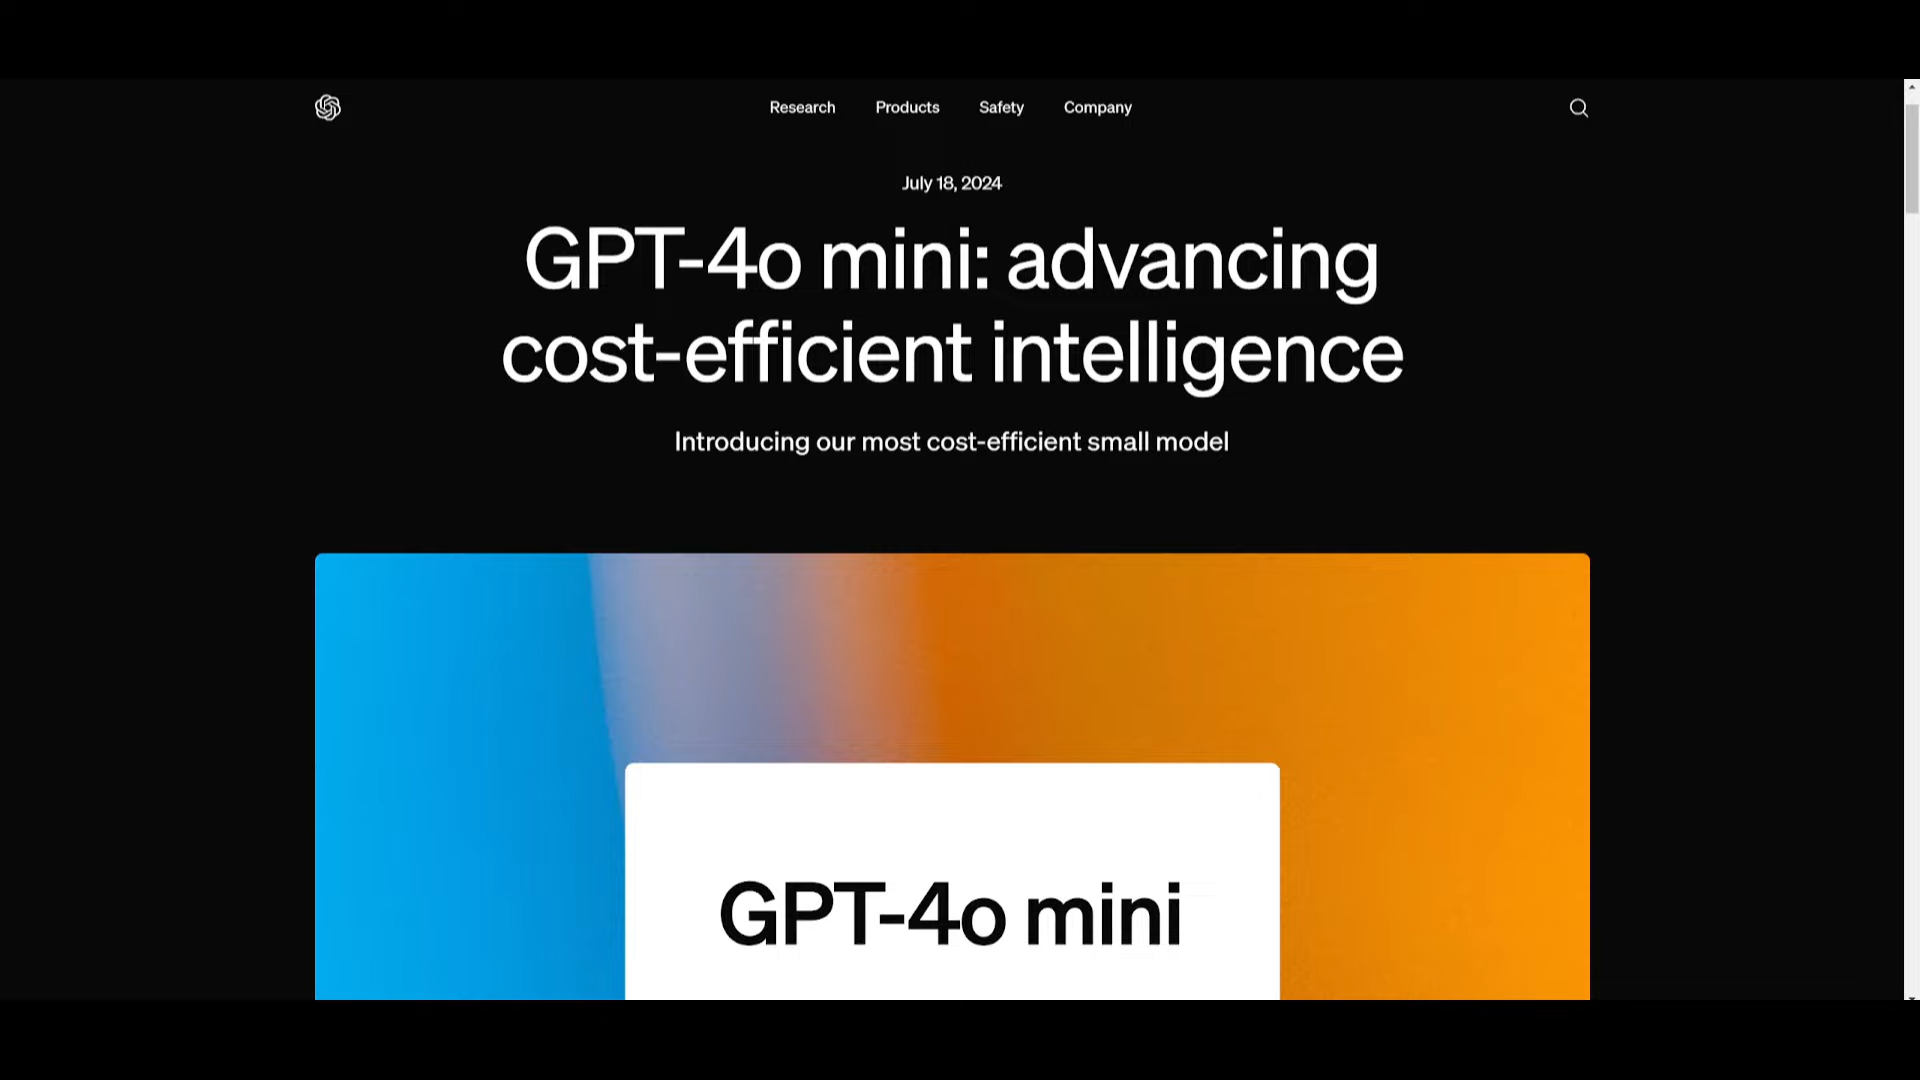 Research Products Safety Company
July 18, 2024
GPT-4o mini: advancing
cost-efficient intelligence
Introducing our most cost-efficient small model
GPT-4o mini